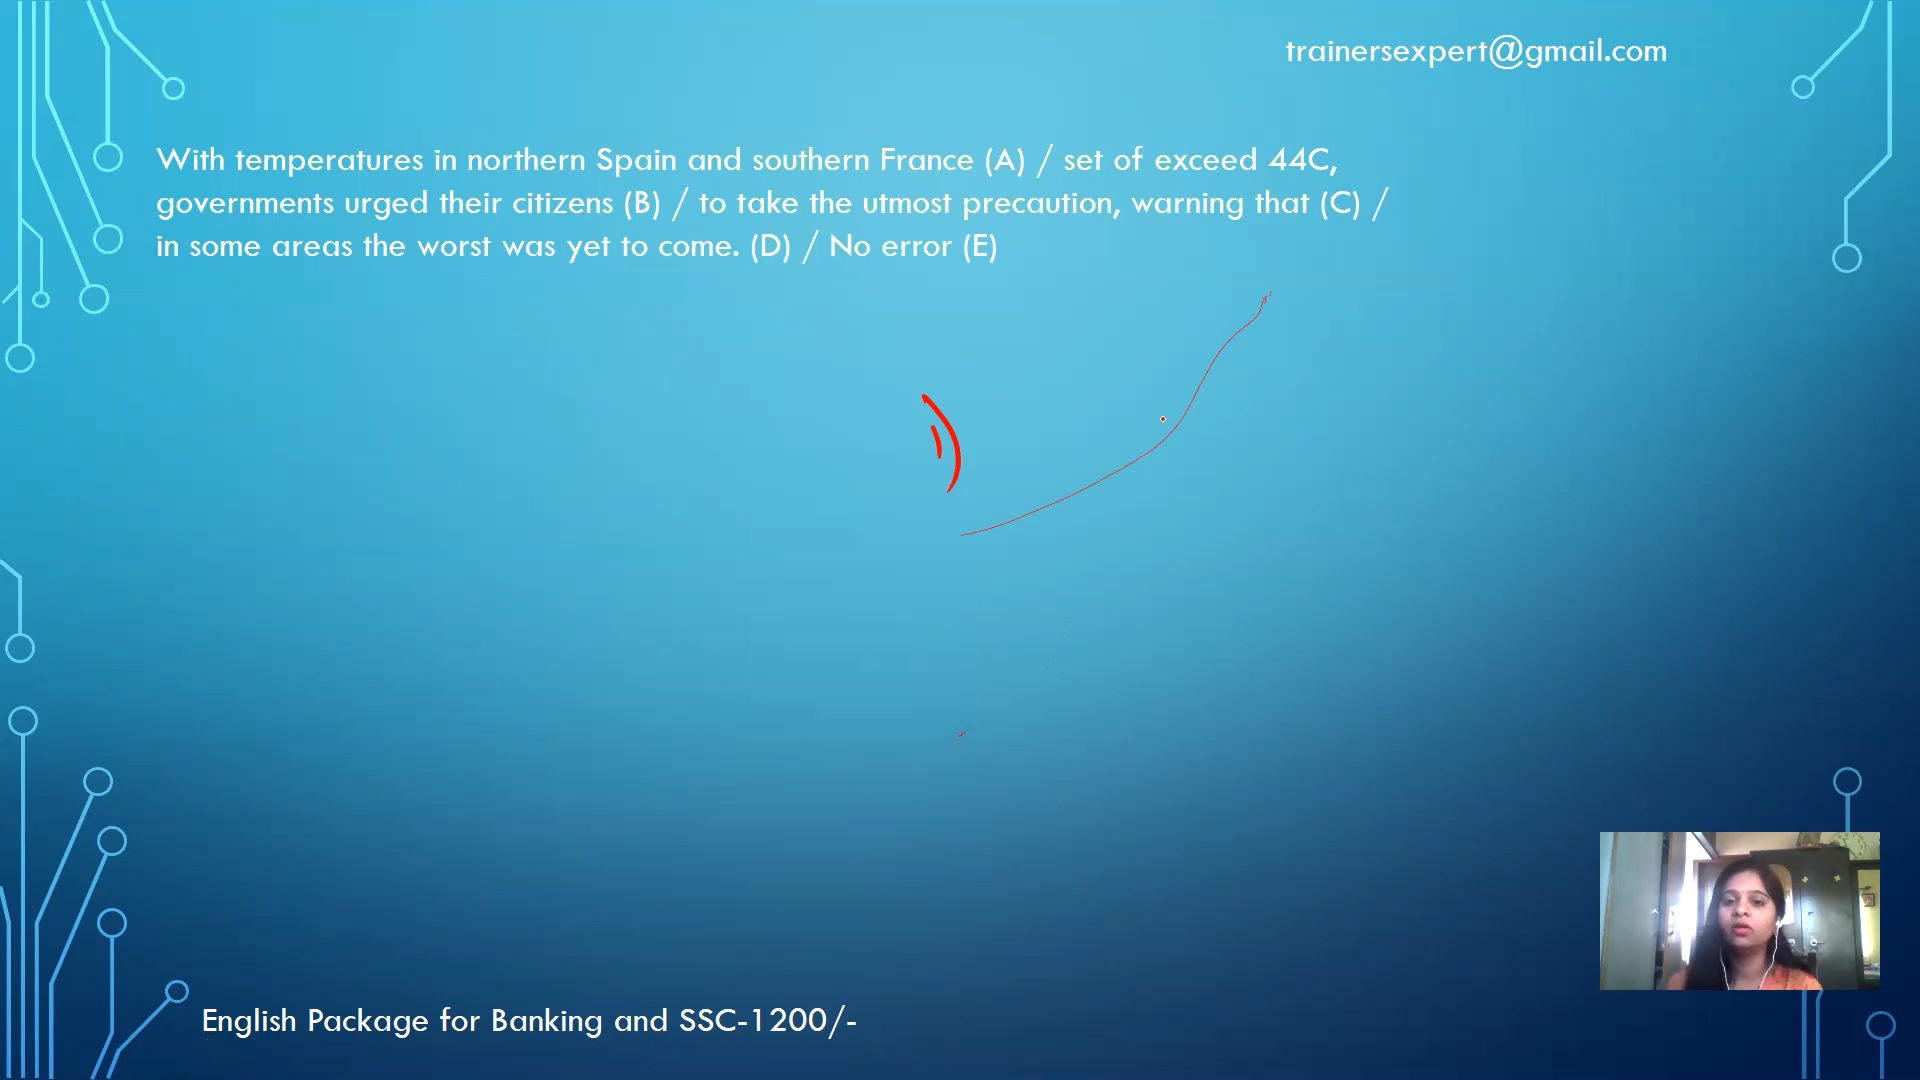 trainersexpert@gmail.com
With temperatures in northern Spain and southern France (A) / set of exceed 44C,
governments urged their citizens (B) / to take the utmost precaution, warning that (C) /
in some areas the worst was yet to come. (D) / No error (E)
English Package for Banking and SSC-1200/-